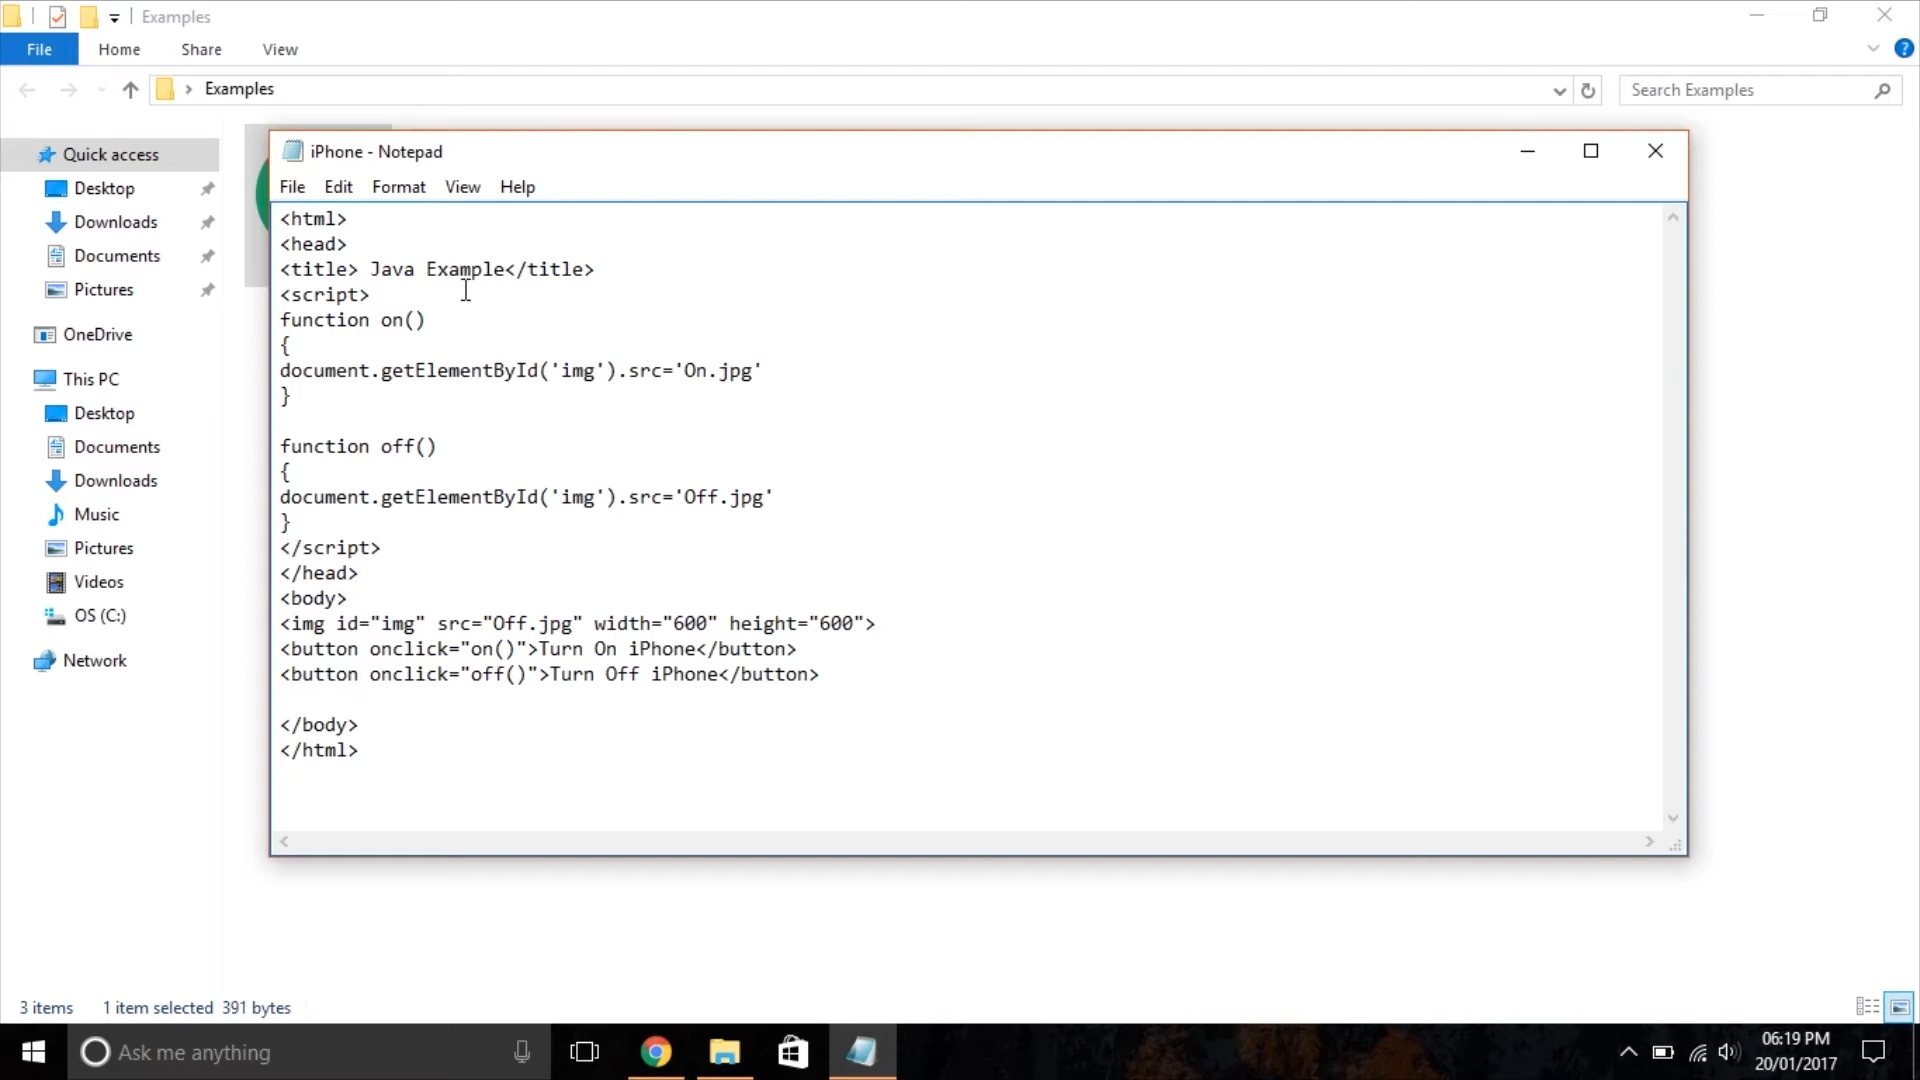 Examples
File Home Share View
Examples
Search Examples
Quick access
Desktop
Downloads
Documents
Pictures
OneDrive
This PC
Desktop
Documents
Downloads
Music
Pictures
Videos
OS (C:)
Network
iPhone - Notepad
File Edit Format View Help
<html>
<head>
<title> Java Example</title>
<script>
function on()
{
document.getElementById('img').src='On.jpg'
}
function off()
{
document.getElementById('img').src='Off.jpg'
}
</script>
</head>
<body>
<img id="img" src="Off.jpg" width="600" height="600">
<button onclick="on()">Turn On iPhone</button>
<button onclick="off()">Turn Off iPhone</button>
</body>
</html>
3 items 1 item selected 391 bytes
Ask me anything
06:19 PM
20/01/2017